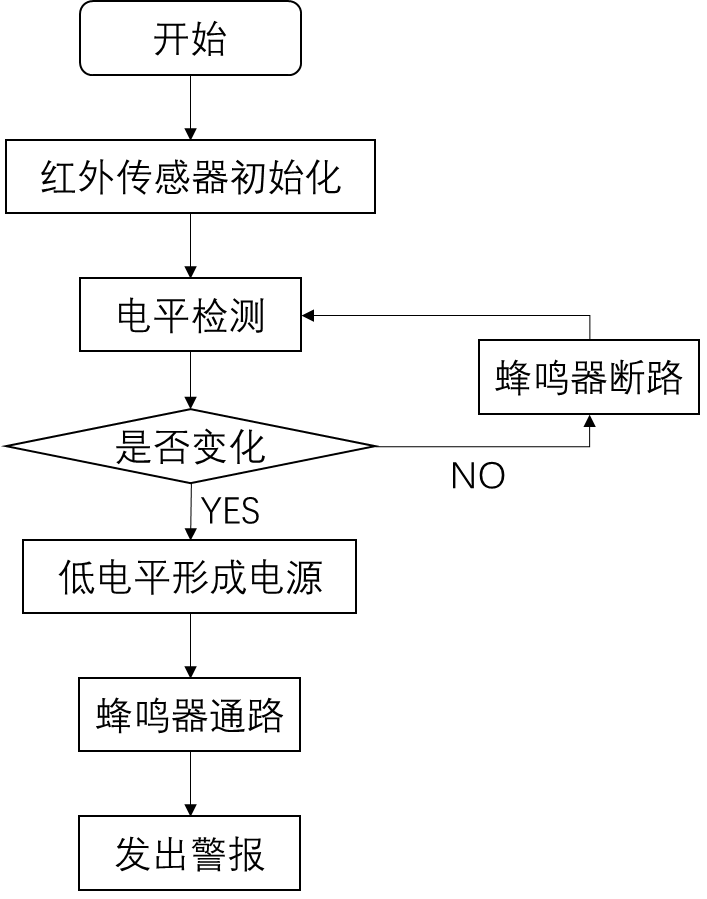 开始
红外传感器初始化
电平检测
蜂鸣器断路
是否变化
NO
YES
低电平形成电源
蜂鸣器通路
发出警报